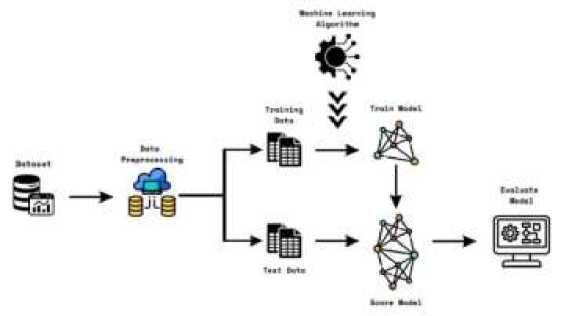 Machine Learning
Algorithm
Training
Data
Train Model
Data
Preprocessing
Dataset
Evaluate
Model
Test Data
Score Model